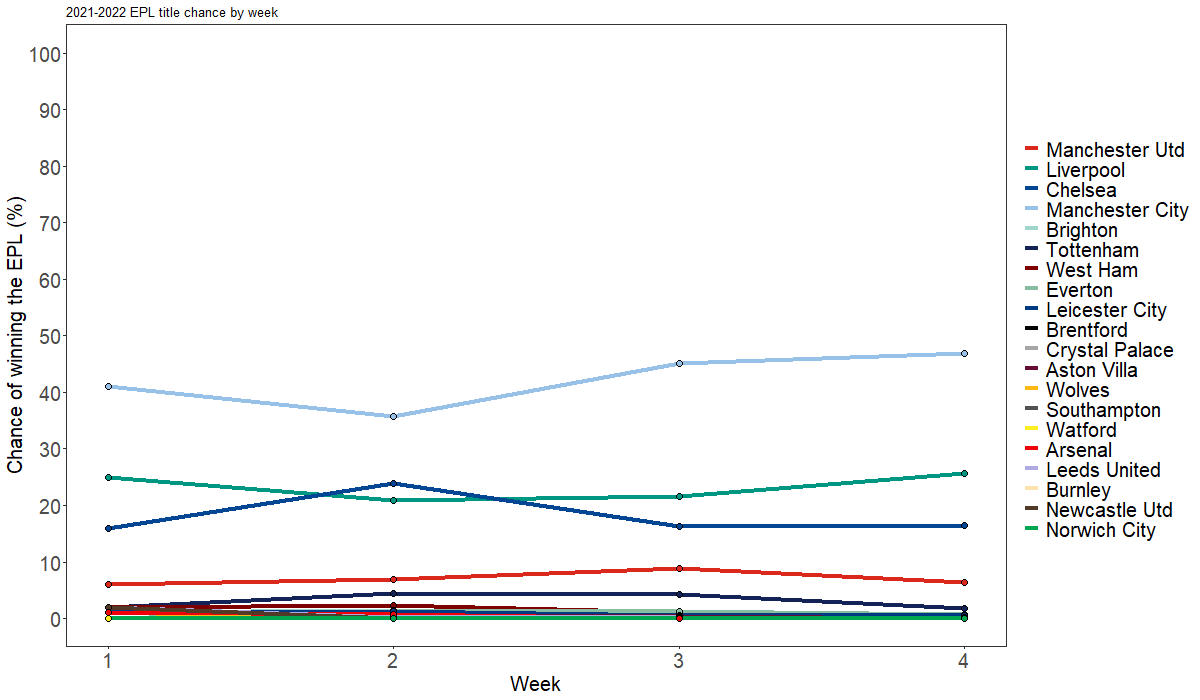 2021-2022 EPL title chance by week
Chance of winning the EPL (%)
100
90
80
70
60
50
40
30
20
10
0
1 2 3 4
Week
Manchester Utd
Liverpool
Chelsea
Manchester City
Brighton
Tottenham
West Ham
Everton
Leicester City
Brentford
Crystal Palace
Aston Villa
Wolves
Southampton
Watford
Arsenal
Leeds United
Burnley
Newcastle Utd
Norwich City